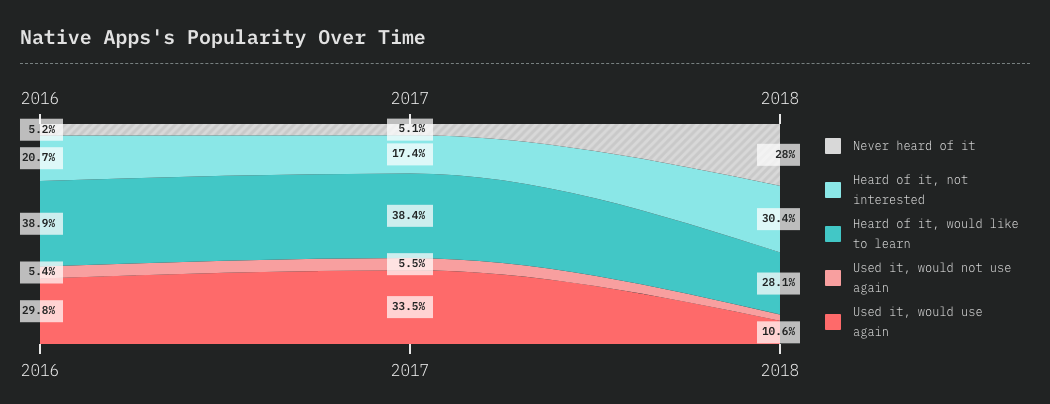 Native Apps's Popularity Over Time
2016 2017 2018
5.2% 5.1% 28%
20.7% 17.4% 30.4%
38.9% 38.4% 28.1%
5.4% 5.5%
29.8% 33.5% 10.6%
2016 2017 2018
Never heard of it
Heard of it, not
interested
Heard of it, would like
to learn
Used it, would not use
again
Used it, would use
again